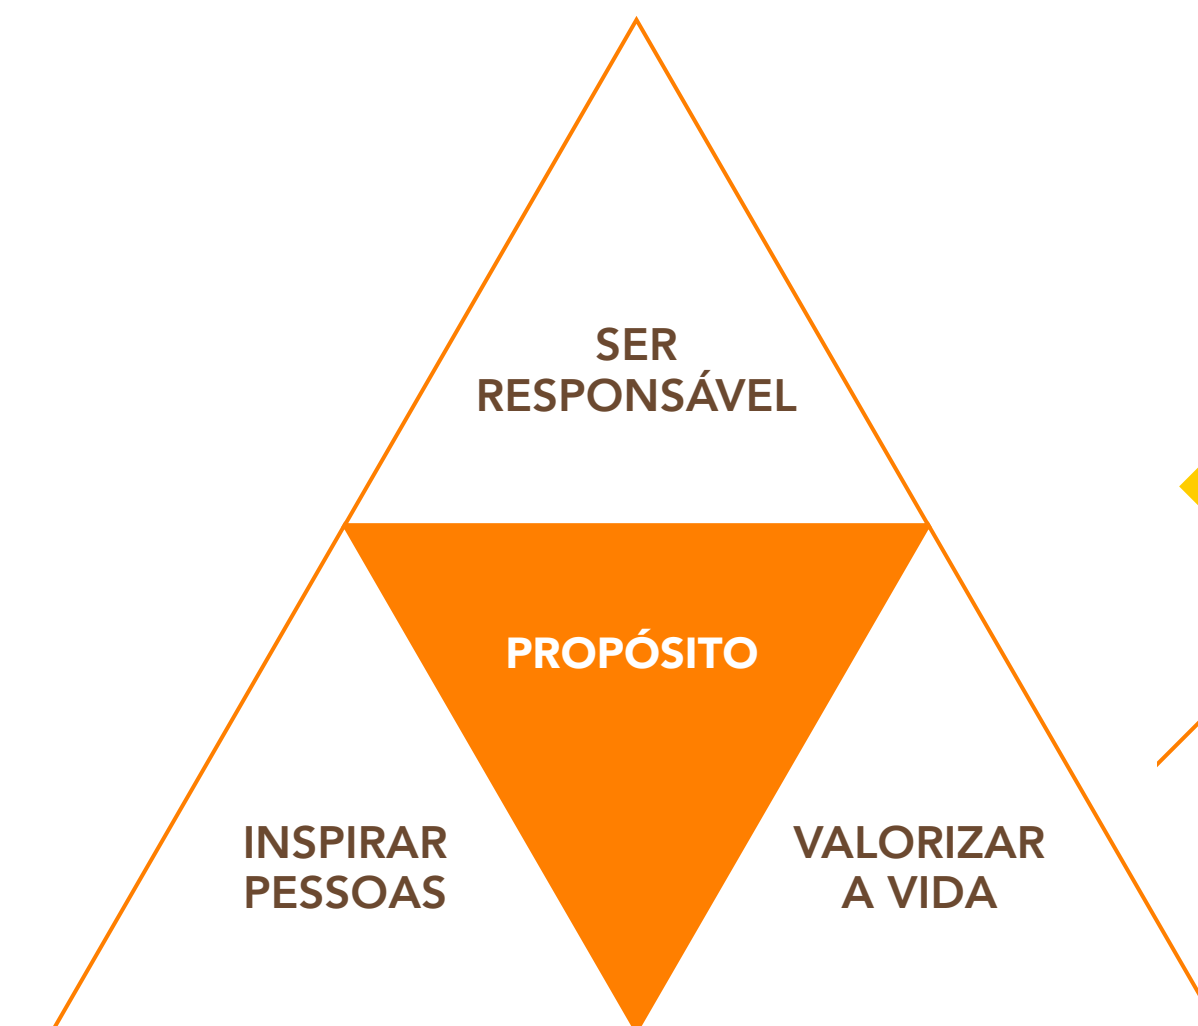 SER
RESPONSÁVEL
PROPÓSITO
INSPIRAR
PESSOAS
VALORIZAR
A VIDA